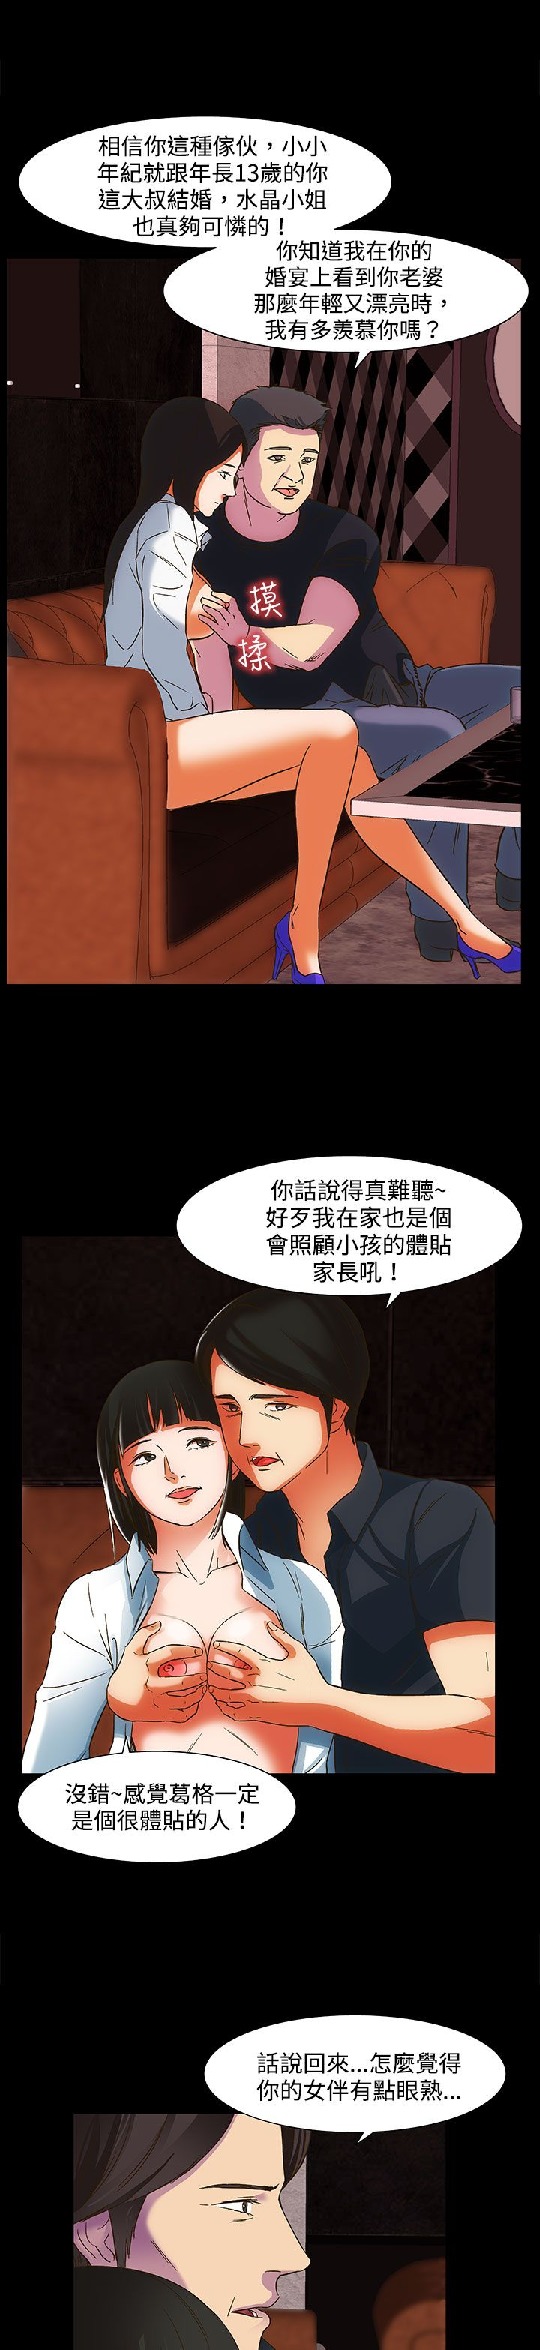 相信你這種傢伙，小小
年紀就跟年長13歲的你
這大叔結婚，水晶小姐
也真夠可憐的！
你知道我在你的
婚宴上看到你老婆
那麼年輕又漂亮時，
我有多羨慕你嗎？
摸
揉
你話說得真難聽~
好歹我在家也是個
會照顧小孩的體貼
家長吼！
沒錯~感覺葛格一定
是個很體貼的人！
話說回來...怎麼覺得
你的女伴有點眼熟...